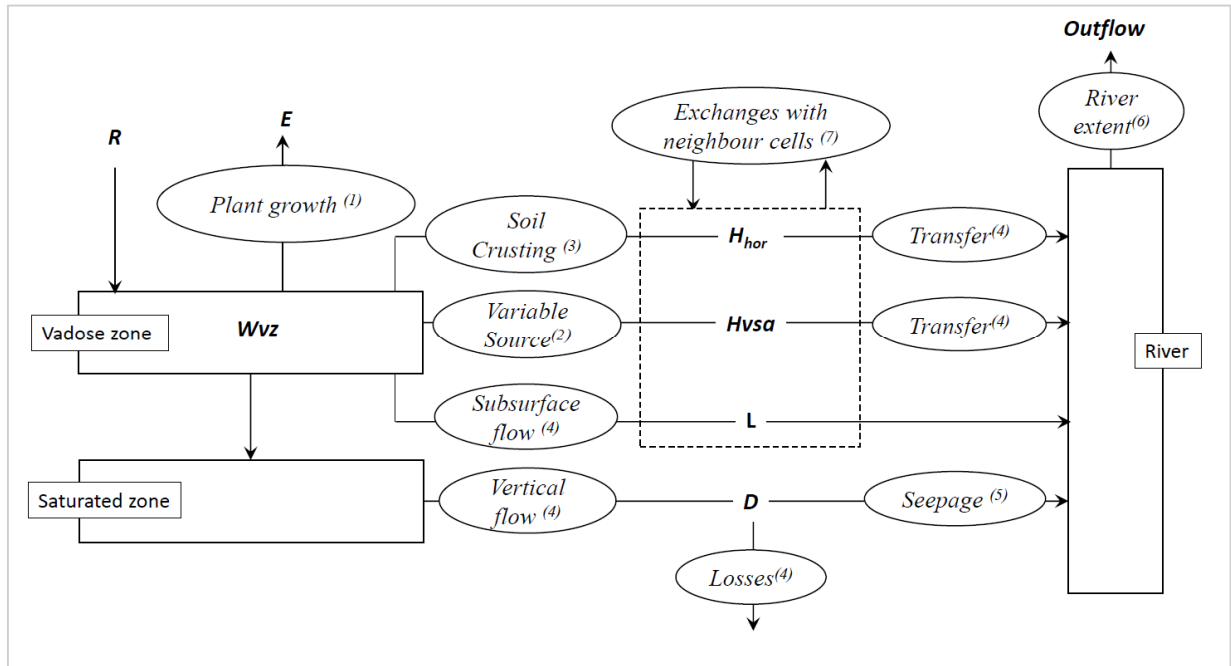 Outflow
River
extent(6)
Exchanges with
neighbour cells (7)
R
E
Plant growth (1)
Soil
Crusting (3)
Hhor
Transfer(4)
Vadose zone
Wvz
Variable
Source(2)
Hvsa
Transfer(4)
River
Subsurface
flow (4)
L
Saturated zone
Vertical
flow (4)
D
Seepage (5)
Losses(4)